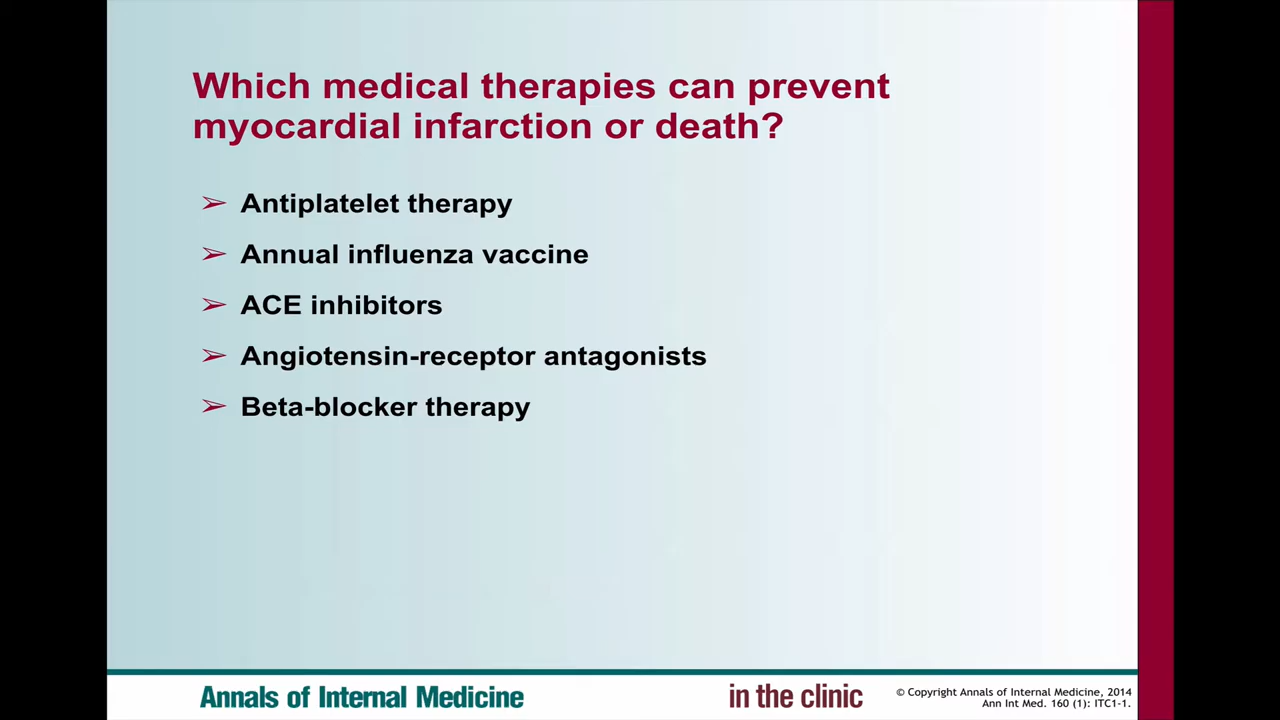 Which medical therapies can prevent
myocardial infarction or death?
➢ Antiplatelet therapy
➢ Annual influenza vaccine
➢ ACE inhibitors
➢ Angiotensin-receptor antagonists
➢ Beta-blocker therapy
Annals of Internal Medicine
in the clinic
© Copyright Annals of Internal Medicine, 2014
Ann Int Med. 160 (1): ITC1-1.